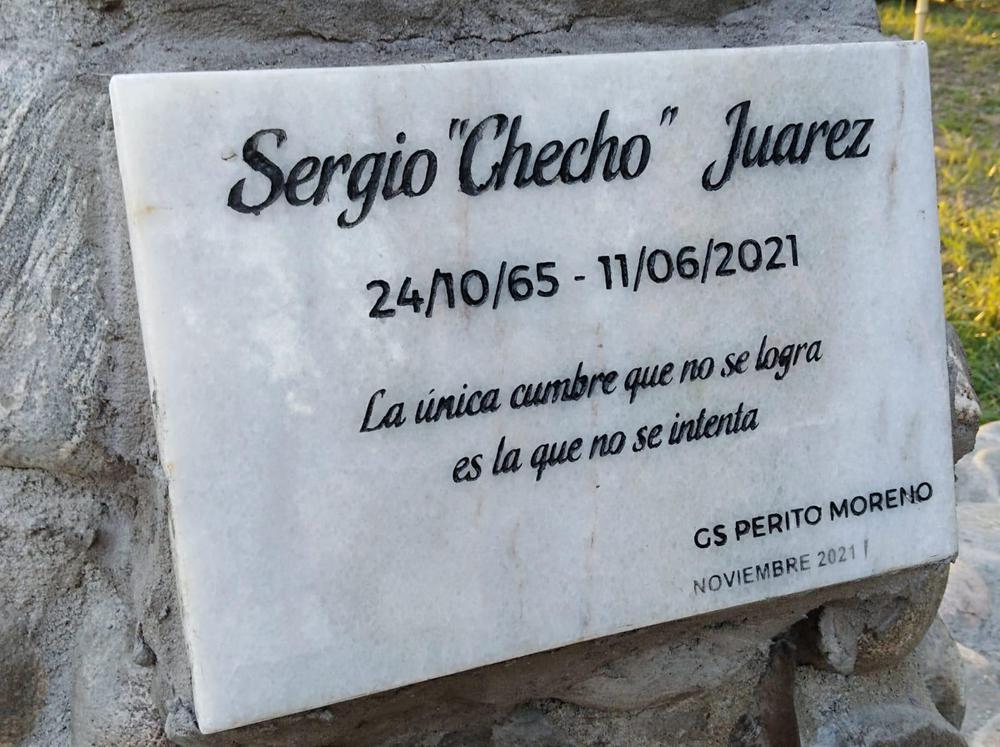 Sergio "Checho" Juarez
24/10/65 - 11/06/2021
La única cumbre que no se logra
es la que no se intenta
GS PERITO MORENO
NOVIEMBRE 2021